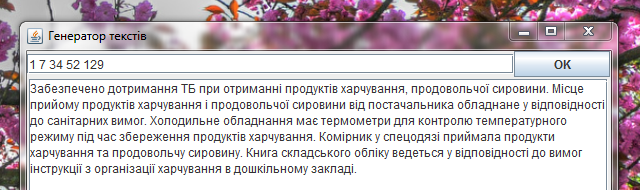 Генератор текстів
1 7 34 52 129
OK
Забезпечено дотримання ТБ при отриманні продуктів харчування, продовольчої сировини. Місце
прийому продуктів харчування і продовольчої сировини від постачальника обладнане у відповідності
до санітарних вимог. Холодильне обладнання має термометри для контролю температурного
режиму під час збереження продуктів харчування. Комірник у спецодязі приймала продукти
харчування та продовольчу сировину. Книга складського обліку ведеться у відповідності до вимог
інструкції з організації харчування в дошкільному закладі.